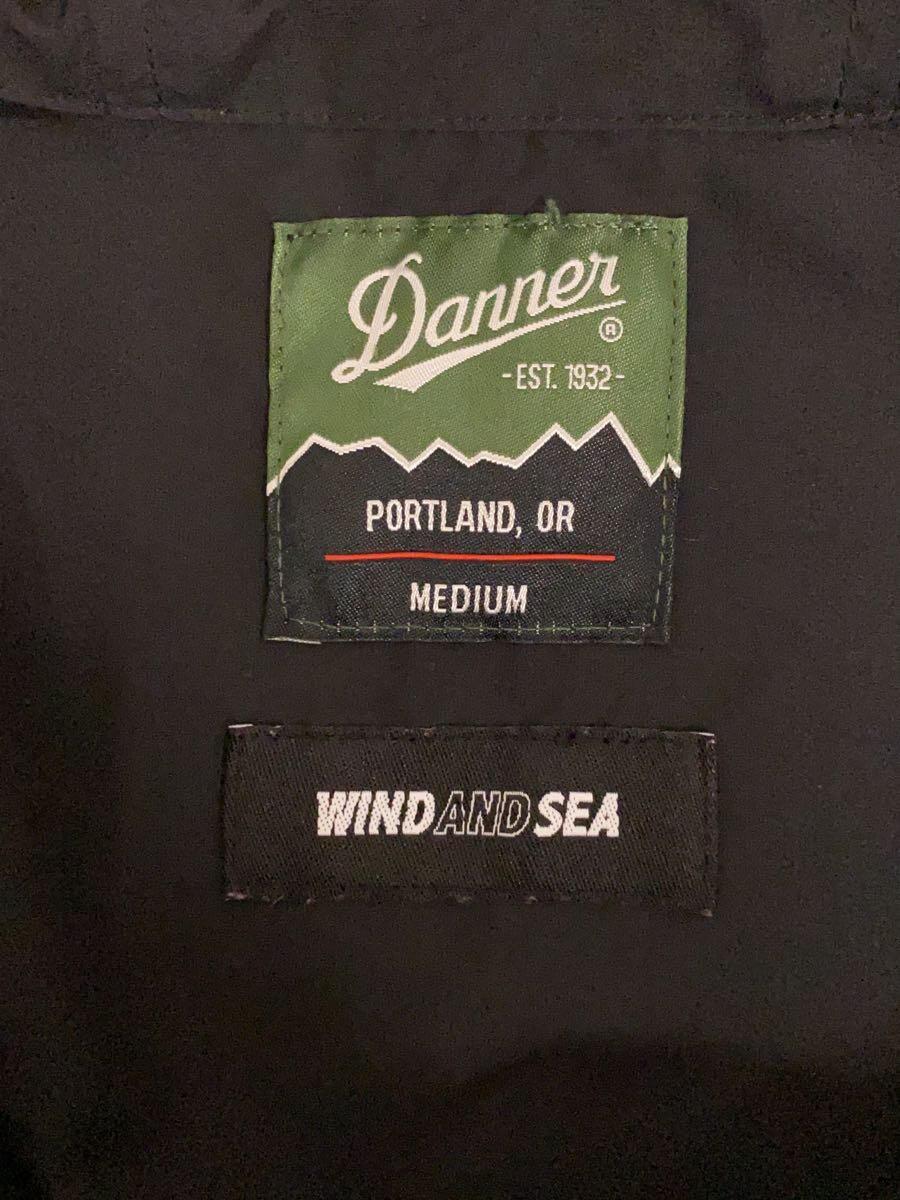 Danner
®
-EST. 1932-
PORTLAND, OR
MEDIUM
WINDANDSEA